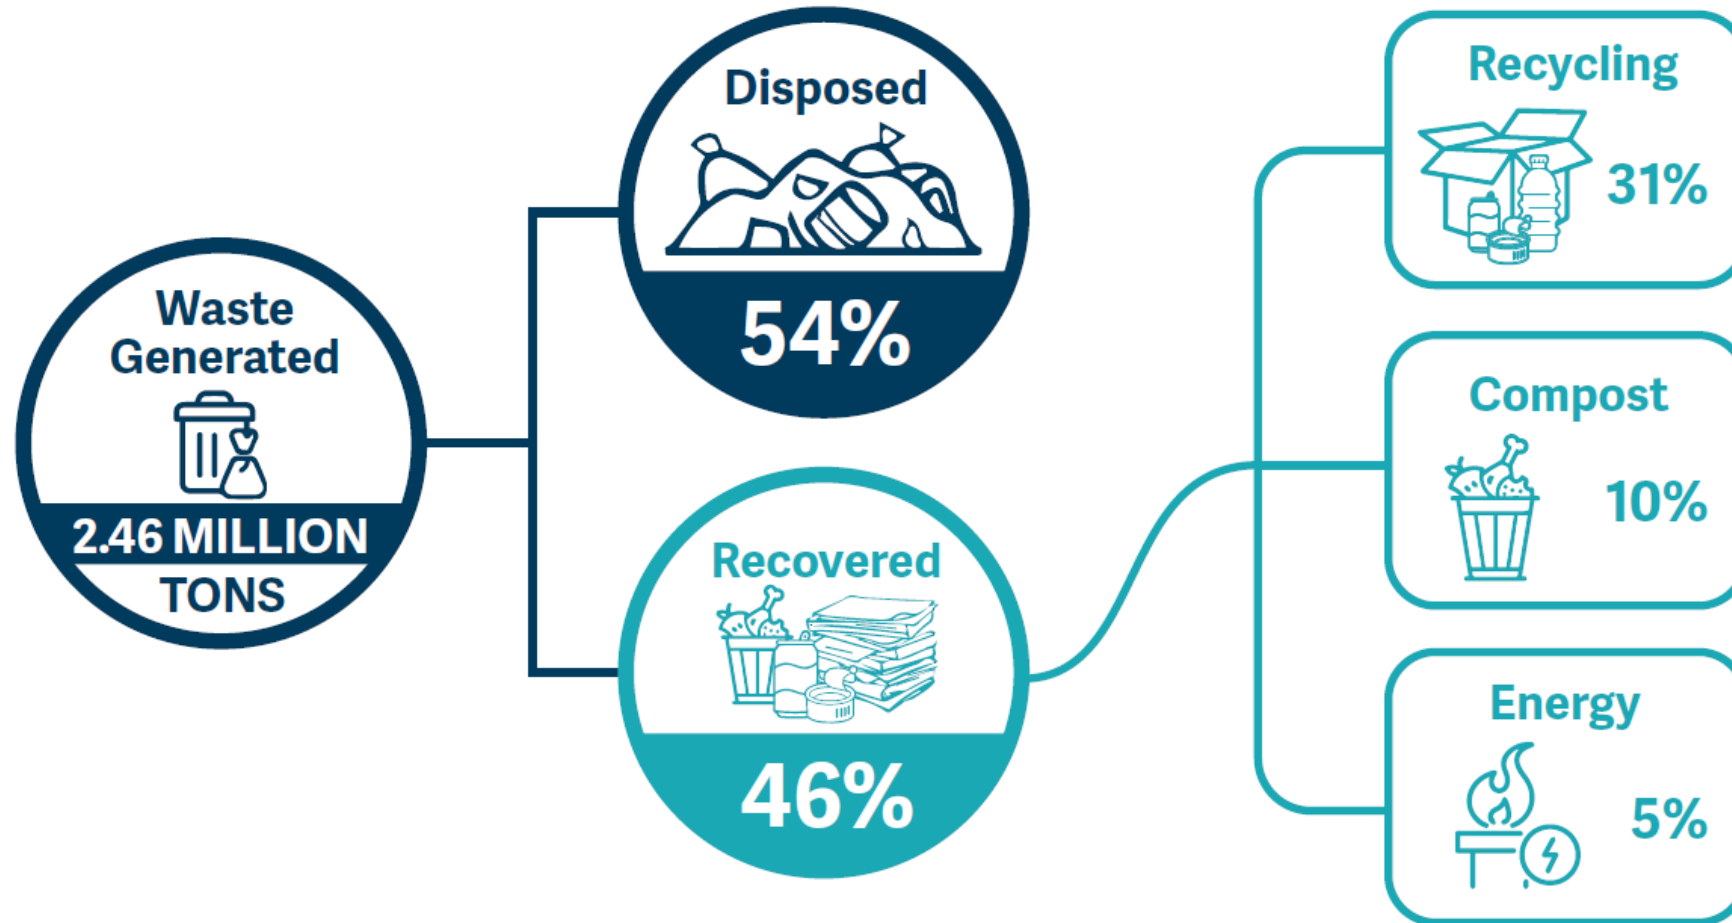 Waste
Generated
2.46 MILLION
TONS
Disposed
54%
Recovered
46%
Recycling
31%
Compost
10%
Energy
5%